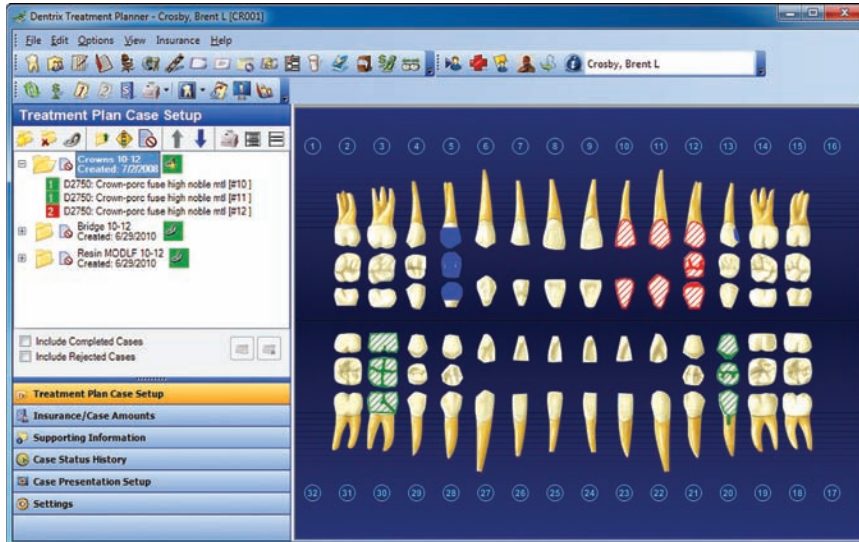 Dentrix Treatment Planner - Crosby, Brent L [CR001]
File Edit Options View Insurance Help
Crosby, Brent L
Treatment Plan Case Setup
Crowns 10-12
Created: 7/2/2008
1 D2750: Crown-porc fuse high noble mtl [#10 ]
1 D2750: Crown-porc fuse high noble mtl [#11 ]
2 D2750: Crown-porc fuse high noble mtl [#12 ]
Bridge 10-12
Created: 6/29/2010
Resin MODLF 10-12
Created: 6/29/2010
Include Completed Cases
Include Rejected Cases
Treatment Plan Case Setup
Insurance/Case Amounts
Supporting Information
Case Status History
Case Presentation Setup
Settings
1 2 3 4 5 6 7 8 9 10 11 12 13 14 15 16
32 31 30 29 28 27 26 25 24 23 22 21 20 19 18 17